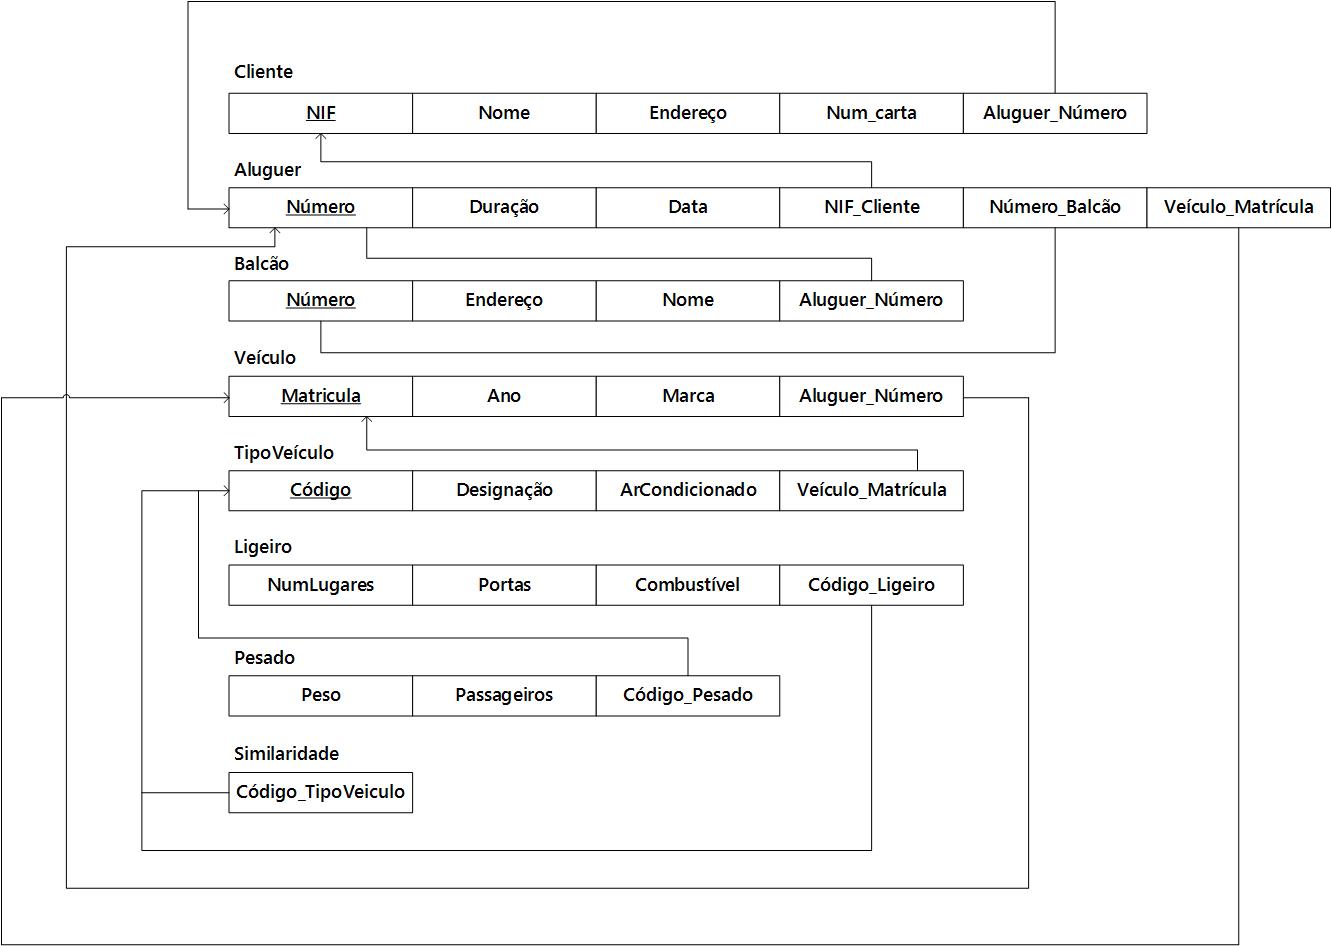 Cliente
NIF Nome Endereço Num_carta Aluguer_Número
Aluguer
Número Duração Data NIF_Cliente Número_Balcão Veículo_Matrícula
Balcão
Número Endereço Nome Aluguer_Número
Veículo
Matricula Ano Marca Aluguer_Número
TipoVeículo
Código Designação ArCondicionado Veículo_Matrícula
Ligeiro
NumLugares Portas Combustível Código_Ligeiro
Pesado
Peso Passageiros Código_Pesado
Similaridade
Código_TipoVeiculo